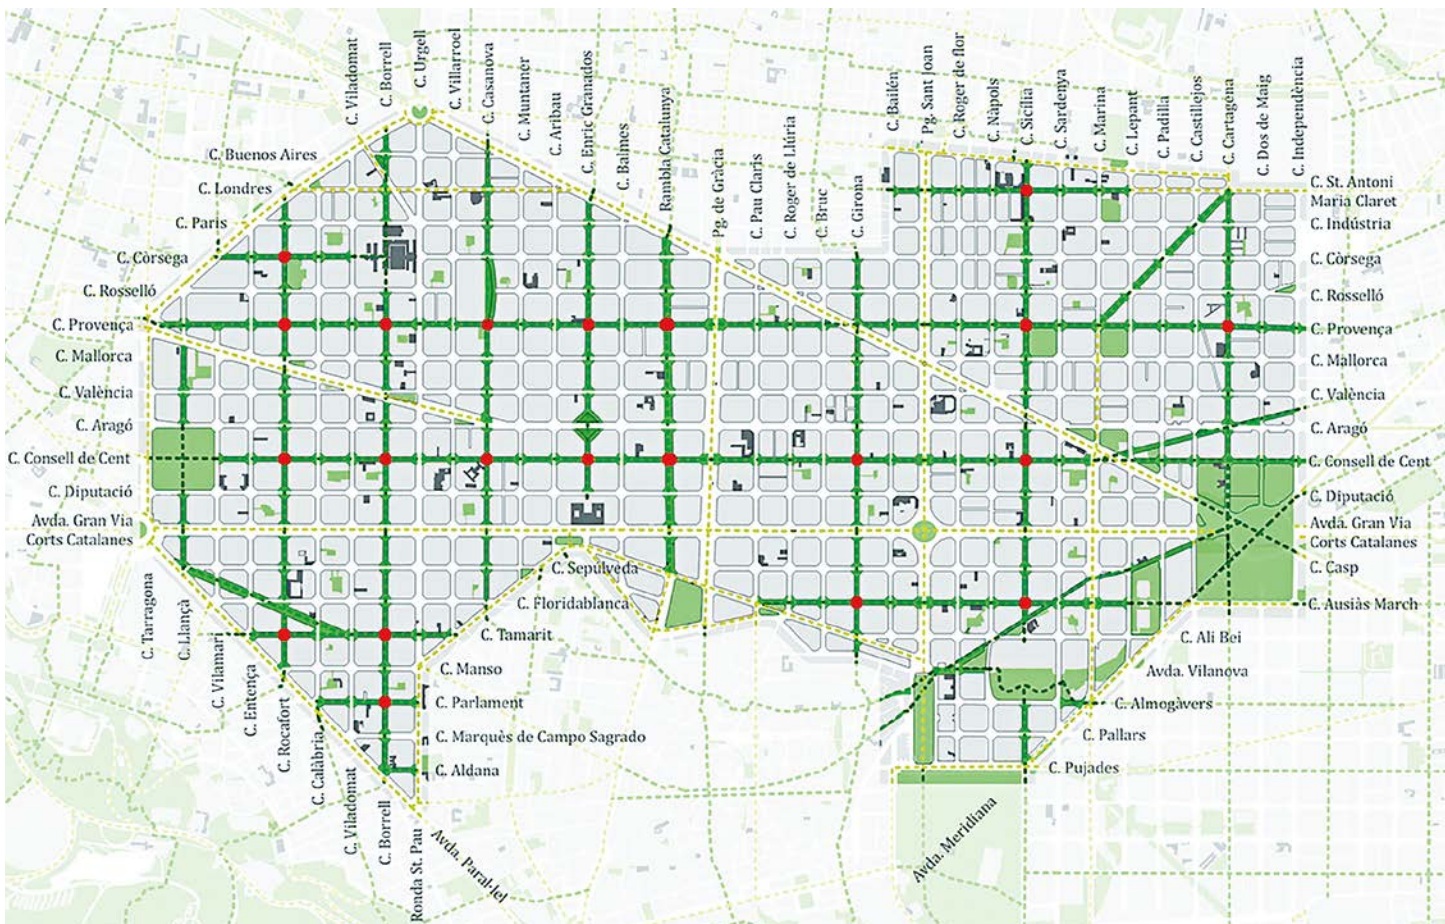 C. Viladomat
C. Borrell
C. Urgell
C. Villarroel
C. Casanova
C. Muntaner
C. Aribau
C. Enric Granados
C. Balmes
Rambla Catalunya
Pg. de Gràcia
C. Pau Claris
C. Roger de Llúria
C. Bruc
C. Girona
C. Bailén
Pg. Sant Joan
C. Roger de flor
C. Nàpols
C. Sicília
C. Sardenya
C. Marina
C. Lepant
C. Padilla
C. Castillejos
C. Cartagena
C. Dos de Maig
C. Independència
C. Buenos Aires
C. Londres
C. Paris
C. Còrsega
C. Rosselló
C. Provença
C. Mallorca
C. València
C. Aragó
C. Consell de Cent
C. Diputació
Avda. Gran Via
Corts Catalanes
C. St. Antoni
Maria Claret
C. Indústria
C. Còrsega
C. Rosselló
C. Provença
C. Mallorca
C. València
C. Aragó
C. Consell de Cent
C. Diputació
Avda. Gran Via
Corts Catalanes
C. Casp
C. Ausiàs March
C. Ali Bei
Avda. Vilanova
C. Almogàvers
C. Pallars
C. Pujades
Avda. Meridiana
C. Sepúlveda
C. Floridablanca
C. Tamarit
C. Manso
C. Parlament
C. Marquès de Campo Sagrado
C. Aldana
C. Tarragona
C. Llançà
C. Vilamarí
C. Entença
C. Rocafort
C. Calàbria
C. Viladomat
C. Borrell
Ronda St. Pau
Avda. Paral·lel